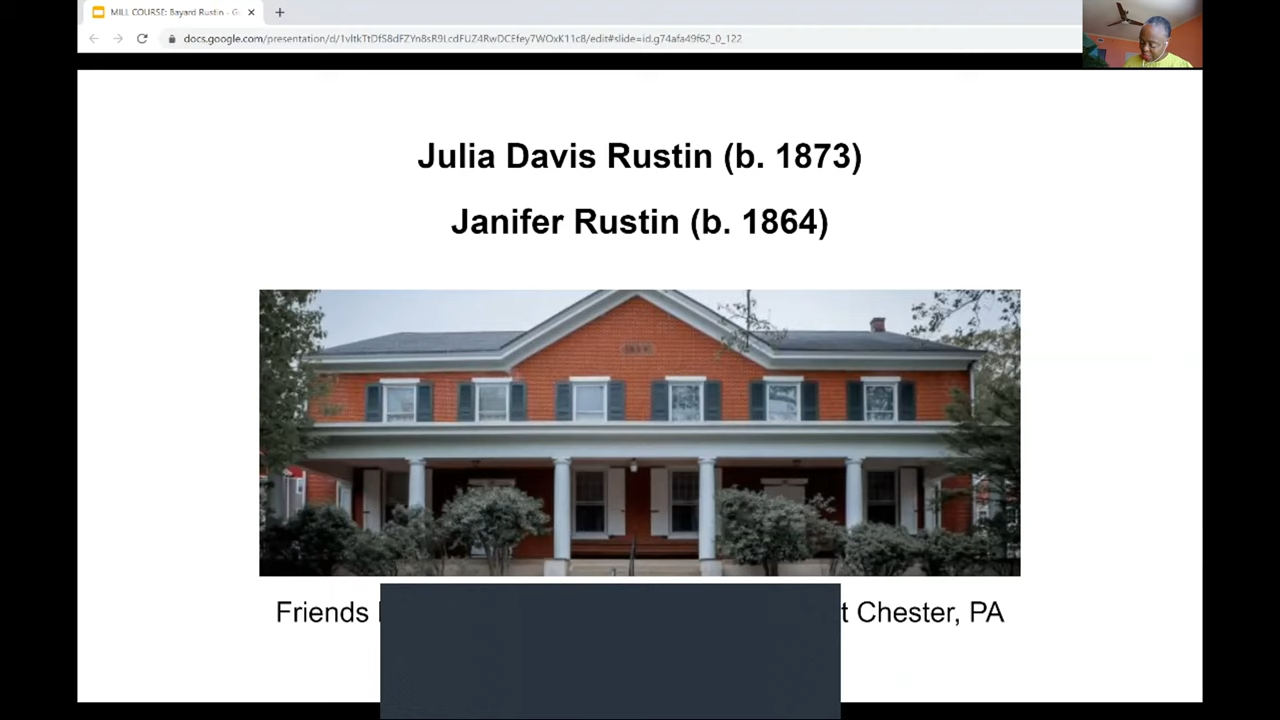 MILL COURSE: Bayard Rustin - G
docs.google.com/presentation/d/1vItkTtDfS8dFZYn8sR9LcdFUZ4RwDCEfey7WOxK11c8/edit#slide=id.g74afa49f62_0_122
Julia Davis Rustin (b. 1873)
Janifer Rustin (b. 1864)
Friends
t Chester, PA